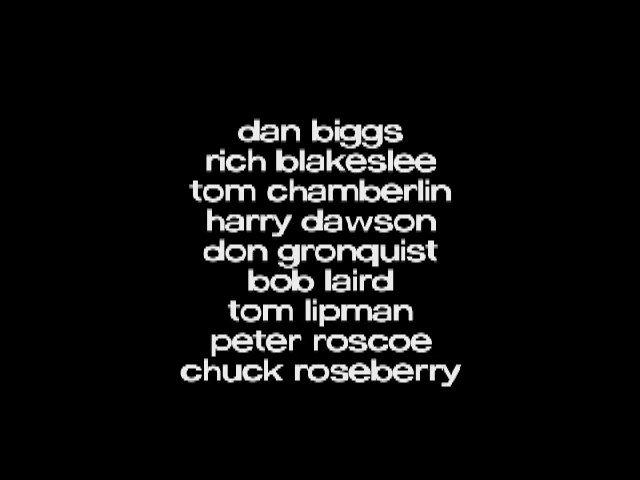 dan biggs
rich blakeslee
tom chamberlin
harry dawson
don gronquist
bob laird
tom lipman
peter roscoe
chuck roseberry